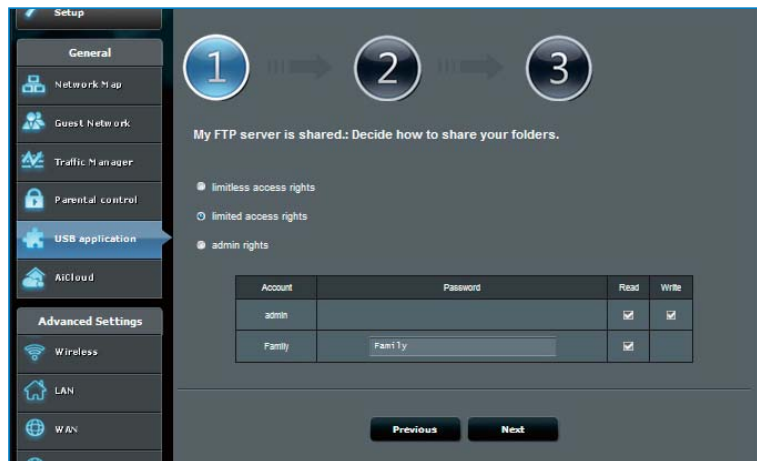 Setup
General
Network Map
Guest Network
Traffic Manager
Parental control
USB application
AiCloud
Advanced Settings
Wireless
LAN
WAN
1
2
3
My FTP server is shared.: Decide how to share your folders.
limitless access rights
limited access rights
admin rights
Account Password Read Write
admin
Family Family
Previous Next